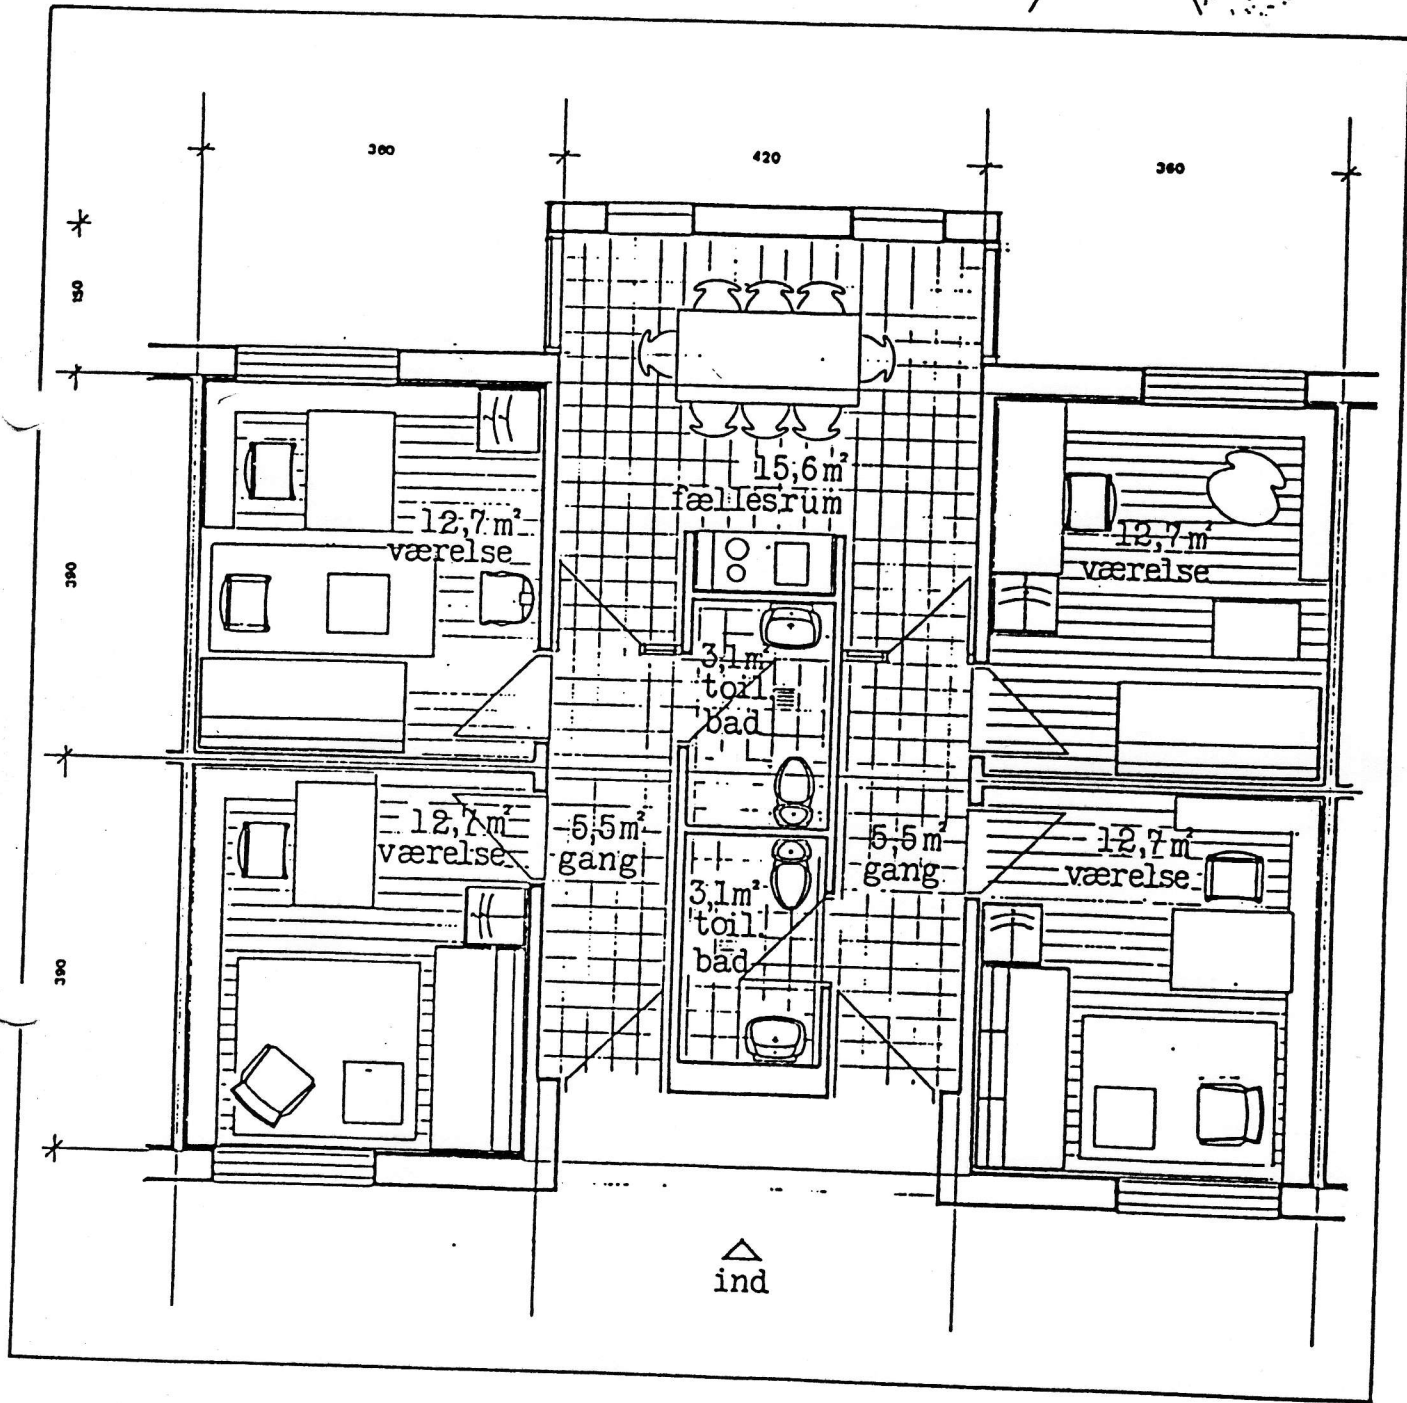 360
420
360
150
15,6 m²
fællesrum
12,7 m²
værelse
12,7 m²
værelse
390
3,1 m²
toil.
bad
12,7 m²
værelse
5,5 m²
gang
5,5 m²
gang
12,7 m²
værelse
3,1 m²
toil.
bad
390
ind